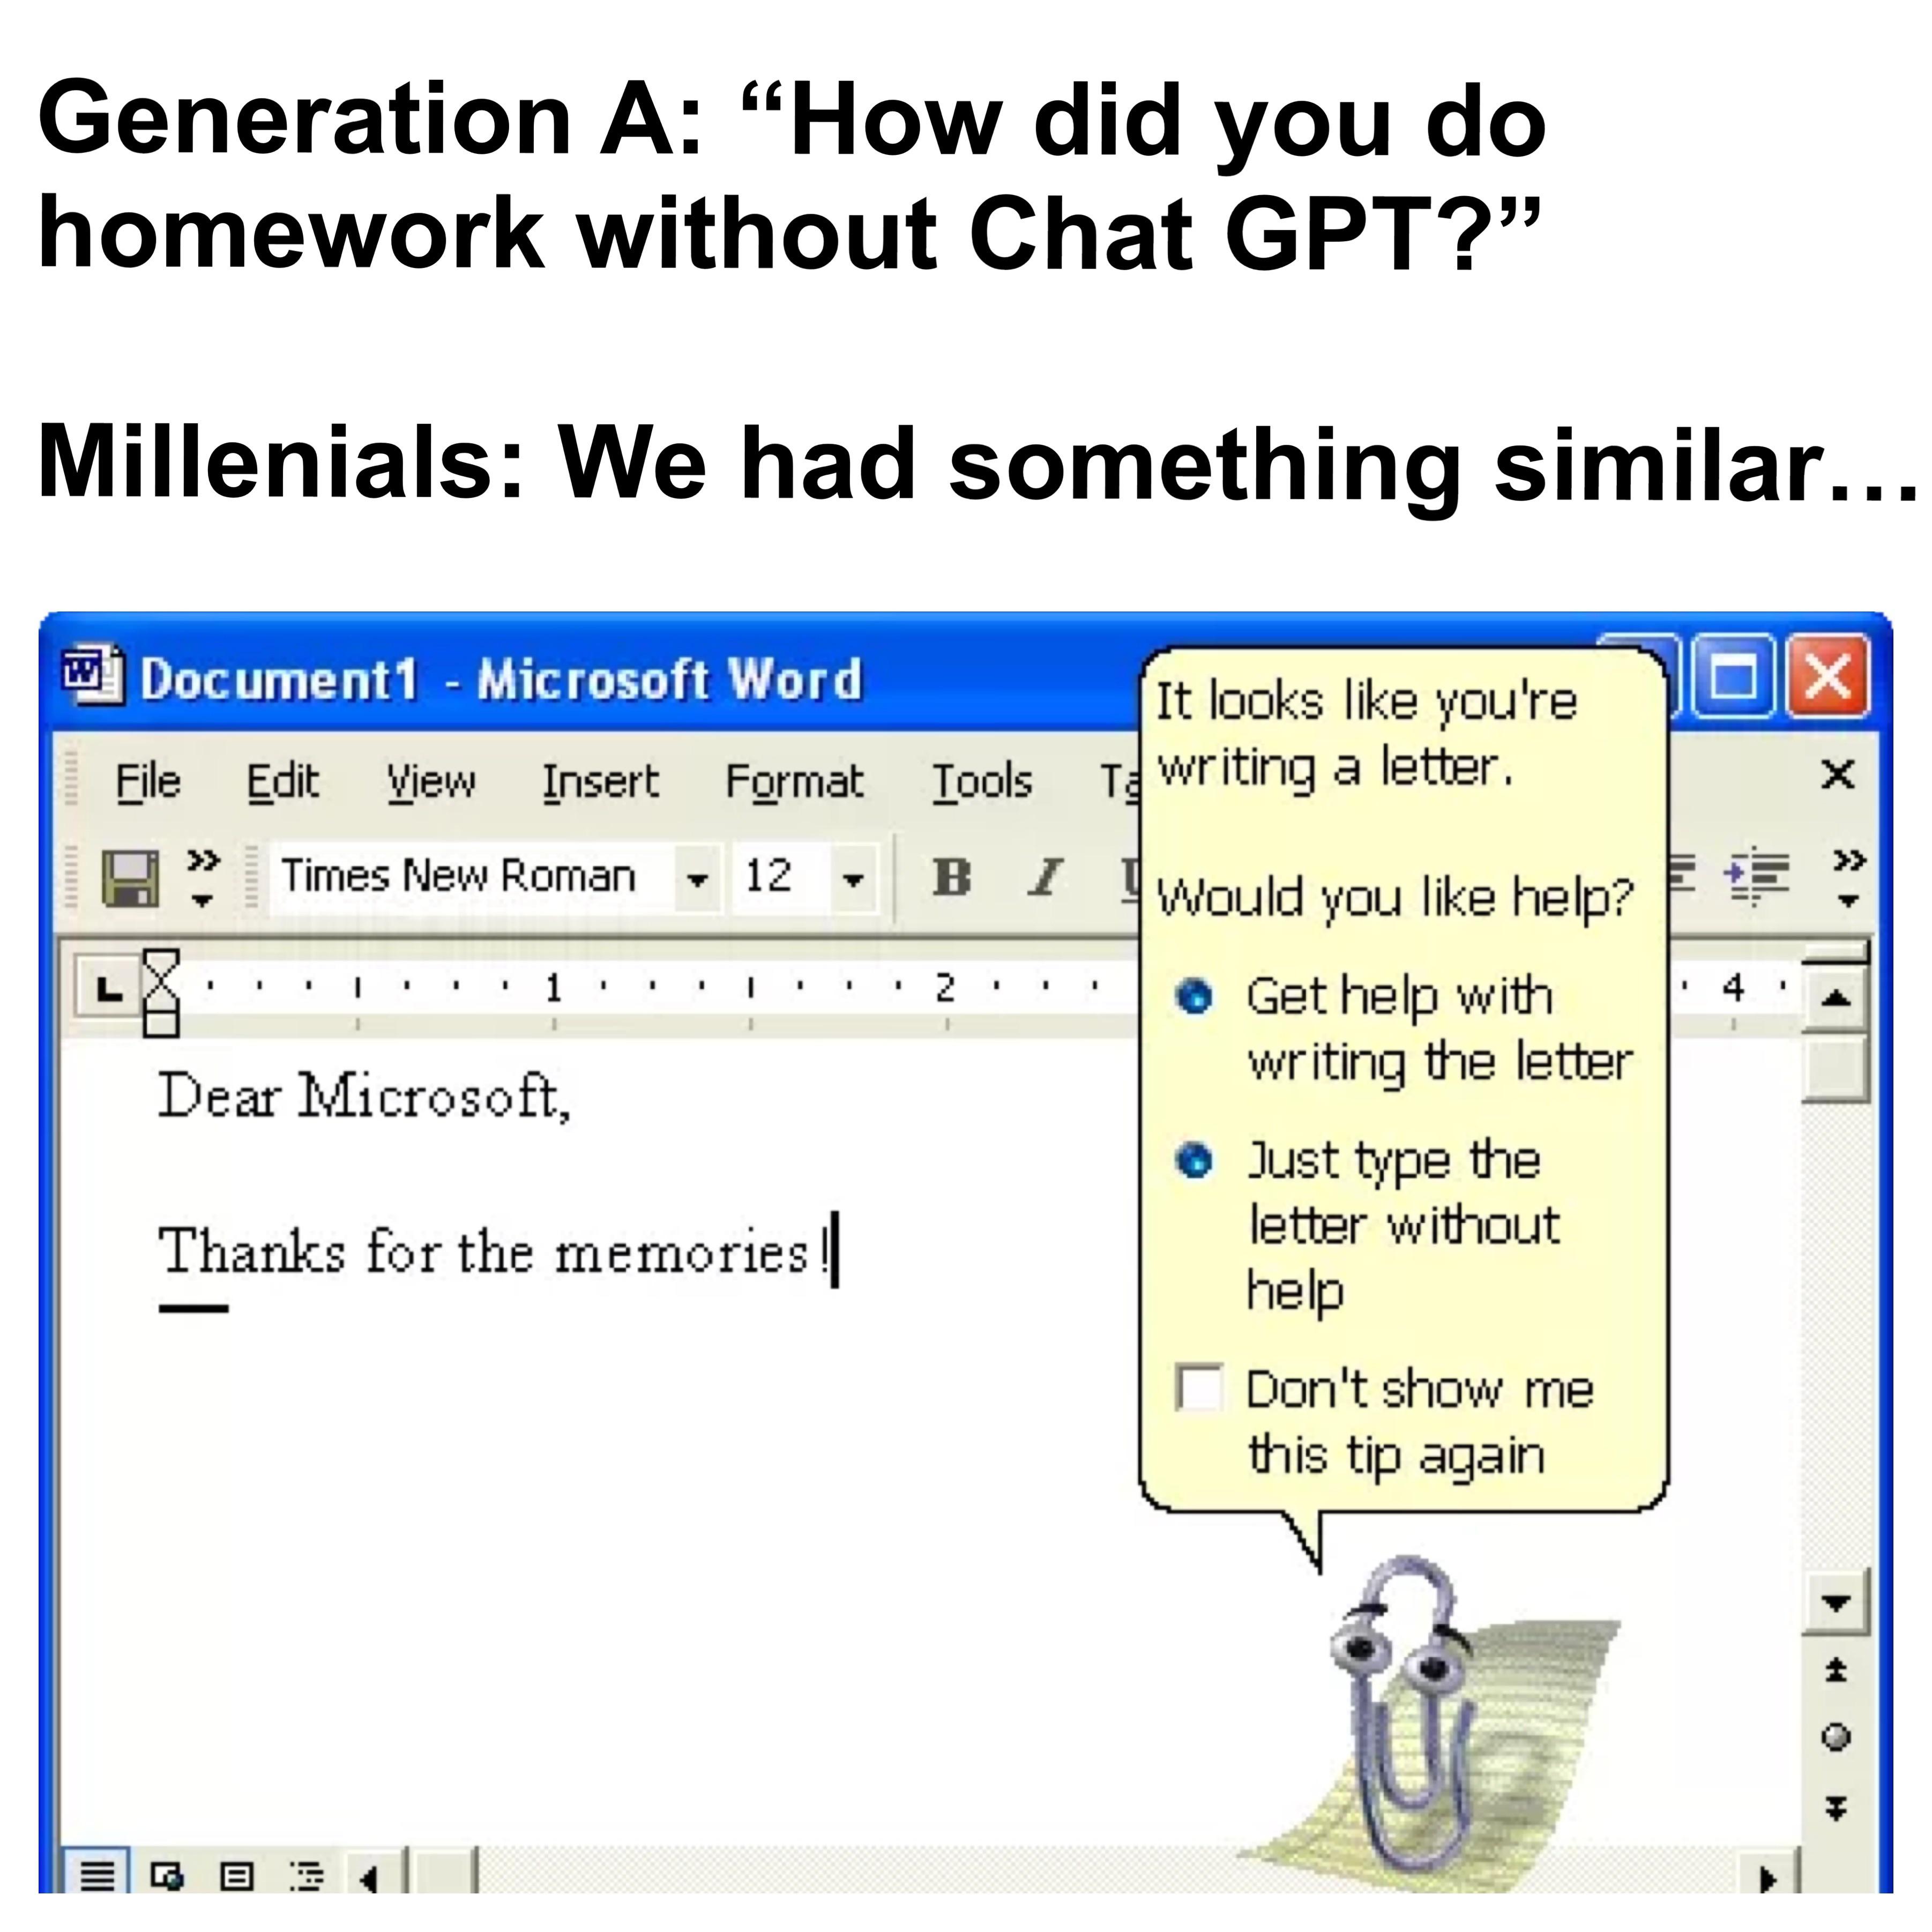 Generation A: “How did you do
homework without Chat GPT?”
Millenials: We had something similar…
Document1 - Microsoft Word
File Edit View Insert Format Tools Ta
Times New Roman 12 B I U
1 2 4
It looks like you're
writing a letter.
Would you like help?
Get help with
writing the letter
Just type the
letter without
help
Don't show me
this tip again
Dear Microsoft,
Thanks for the memories!